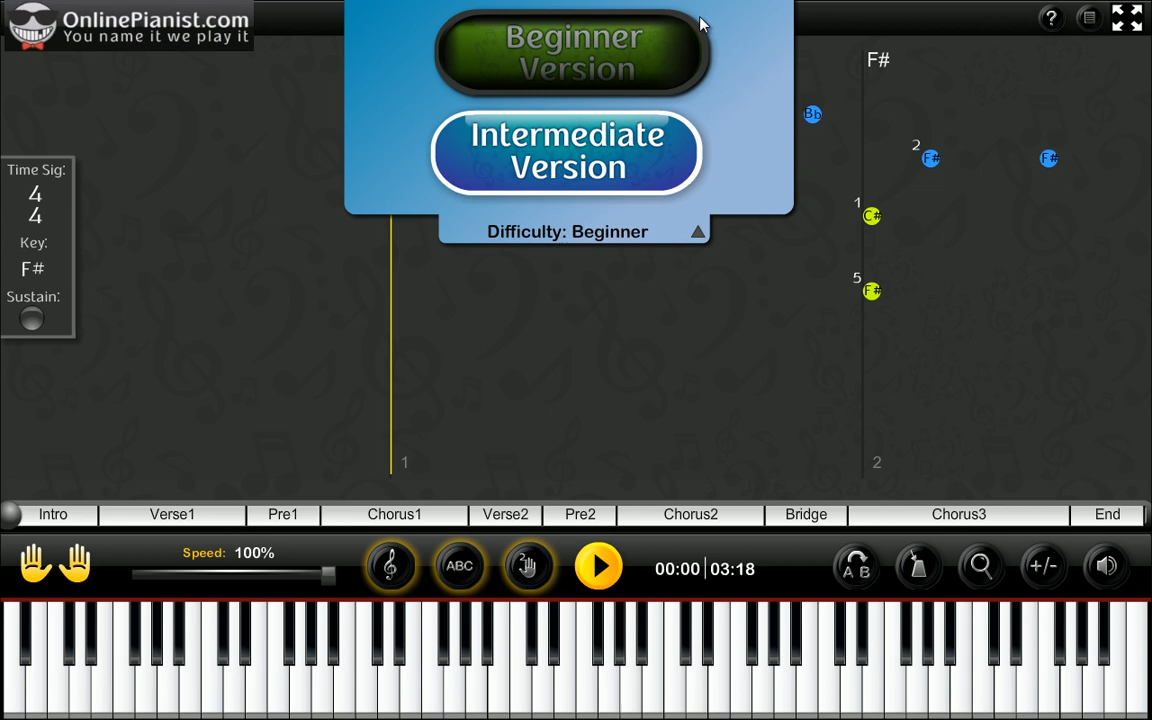 OnlinePianist.com
You name it we play it
Beginner
Version
Intermediate
Version
Difficulty: Beginner
?
F#
Bb
2
F#
F#
1
C#
5
F#
Time Sig:
4
4
Key:
F#
Sustain:
1
2
Intro
Verse1
Pre1
Chorus1
Verse2
Pre2
Chorus2
Bridge
Chorus3
End
Speed: 100%
ABC
2
00:00 | 03:18
A B
+/-